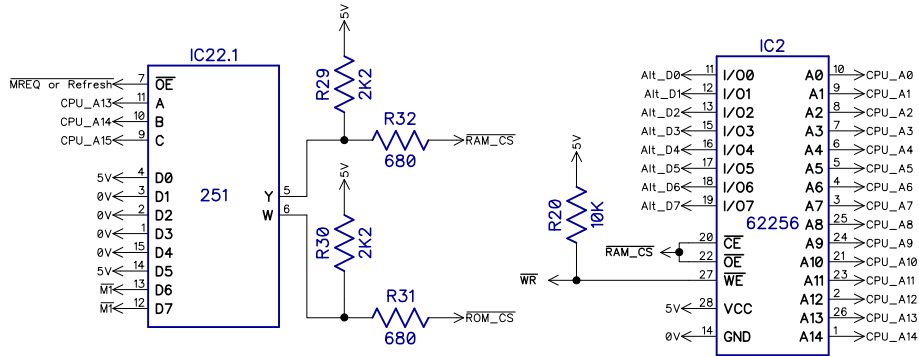 IC22.1
MREQ or Refresh 7 OE
CPU_A13 11 A
CPU_A14 10 B
CPU_A15 9 C
5V 4 D0
0V 3 D1
0V 2 D2
0V 1 D3
0V 15 D4
5V 14 D5
M1 13 D6
M1 12 D7
251
Y 5
W 6
5V
R29
2K2
R32
680
RAM_CS
5V
R30
2K2
R31
680
ROM_CS
5V
R20
10K
WR
RAM_CS
IC2
Alt_D0 11 I/O0
Alt_D1 12 I/O1
Alt_D2 13 I/O2
Alt_D3 15 I/O3
Alt_D4 16 I/O4
Alt_D5 17 I/O5
Alt_D6 18 I/O6
Alt_D7 19 I/O7
62256
20 CE
22 OE
27 WE
5V 28 VCC
0V 14 GND
A0 10 CPU_A0
A1 9 CPU_A1
A2 8 CPU_A2
A3 7 CPU_A3
A4 6 CPU_A4
A5 5 CPU_A5
A6 4 CPU_A6
A7 3 CPU_A7
A8 25 CPU_A8
A9 24 CPU_A9
A10 21 CPU_A10
A11 23 CPU_A11
A12 2 CPU_A12
A13 26 CPU_A13
A14 1 CPU_A14